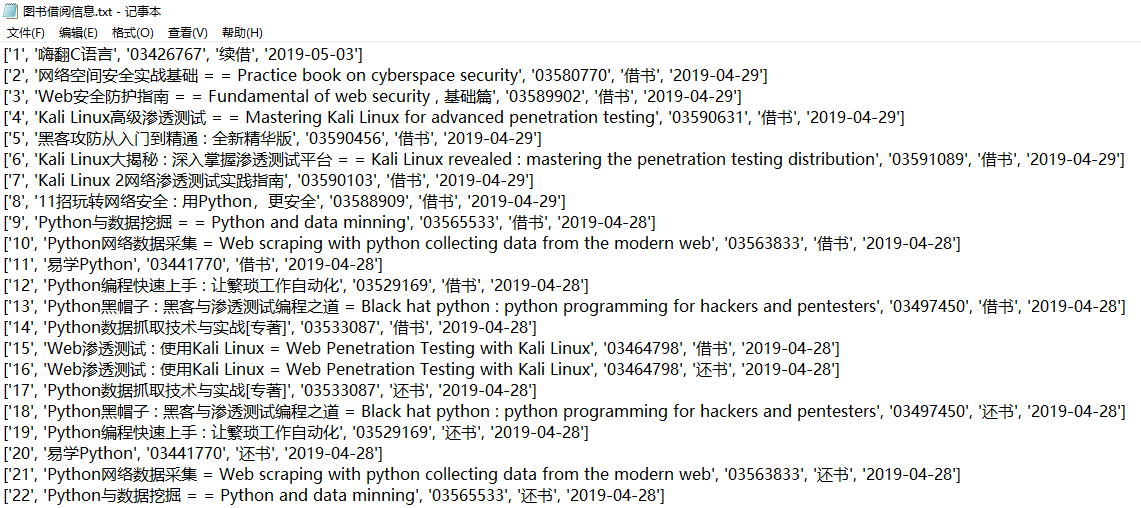 图书借阅信息.txt - 记事本
文件(F) 编辑(E) 格式(O) 查看(V) 帮助(H)
['1', '嗨翻C语言', '03426767', '续借', '2019-05-03']
['2', '网络空间安全实战基础 = = Practice book on cyberspace security', '03580770', '借书', '2019-04-29']
['3', 'Web安全防护指南 = = Fundamental of web security , 基础篇', '03589902', '借书', '2019-04-29']
['4', 'Kali Linux高级渗透测试 = = Mastering Kali Linux for advanced penetration testing', '03590631', '借书', '2019-04-29']
['5', '黑客攻防从入门到精通 : 全新精华版', '03590456', '借书', '2019-04-29']
['6', 'Kali Linux大揭秘 : 深入掌握渗透测试平台 = = Kali Linux revealed : mastering the penetration testing distribution', '03591089', '借书', '2019-04-29']
['7', 'Kali Linux 2网络渗透测试实践指南', '03590103', '借书', '2019-04-29']
['8', '11招玩转网络安全 : 用Python，更安全', '03588909', '借书', '2019-04-29']
['9', 'Python与数据挖掘 = = Python and data minning', '03565533', '借书', '2019-04-28']
['10', 'Python网络数据采集 = Web scraping with python collecting data from the modern web', '03563833', '借书', '2019-04-28']
['11', '易学Python', '03441770', '借书', '2019-04-28']
['12', 'Python编程快速上手 : 让繁琐工作自动化', '03529169', '借书', '2019-04-28']
['13', 'Python黑帽子 : 黑客与渗透测试编程之道 = Black hat python : python programming for hackers and pentesters', '03497450', '借书', '2019-04-28']
['14', 'Python数据抓取技术与实战[专著]', '03533087', '借书', '2019-04-28']
['15', 'Web渗透测试 : 使用Kali Linux = Web Penetration Testing with Kali Linux', '03464798', '借书', '2019-04-28']
['16', 'Web渗透测试 : 使用Kali Linux = Web Penetration Testing with Kali Linux', '03464798', '还书', '2019-04-28']
['17', 'Python数据抓取技术与实战[专著]', '03533087', '还书', '2019-04-28']
['18', 'Python黑帽子 : 黑客与渗透测试编程之道 = Black hat python : python programming for hackers and pentesters', '03497450', '还书', '2019-04-28']
['19', 'Python编程快速上手 : 让繁琐工作自动化', '03529169', '还书', '2019-04-28']
['20', '易学Python', '03441770', '还书', '2019-04-28']
['21', 'Python网络数据采集 = Web scraping with python collecting data from the modern web', '03563833', '还书', '2019-04-28']
['22', 'Python与数据挖掘 = = Python and data minning', '03565533', '还书', '2019-04-28']